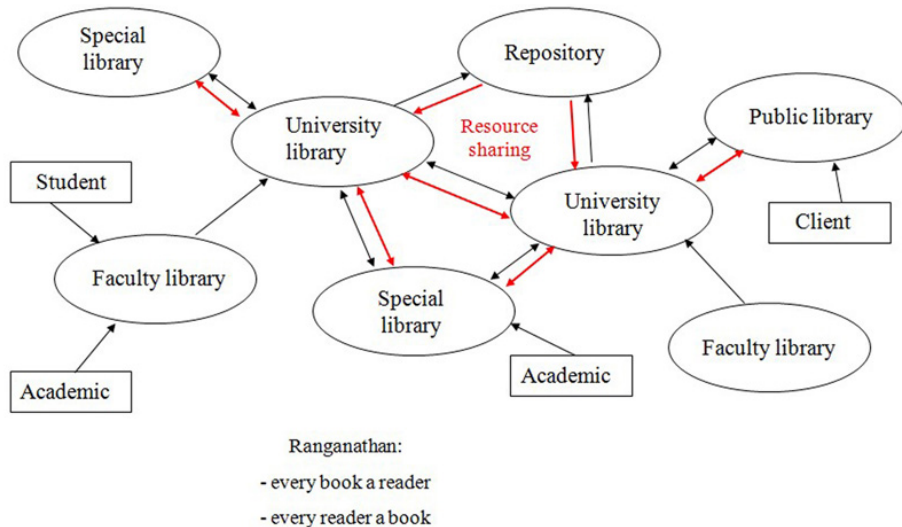 Special
library
Repository
University
library
Resource
sharing
Public library
Student
University
library
Client
Faculty library
Special
library
Faculty library
Academic
Academic
Ranganathan:
- every book a reader
- every reader a book